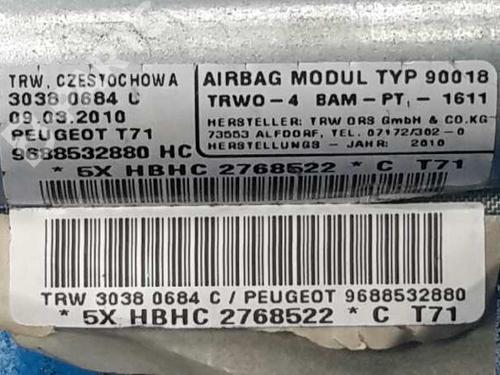 TRW, CZESTOCHOWA
3038 0684 C
09.03.2010
PEUGEOT T71
9688532880 HC
AIRBAG MODUL TYP 90018
TRWO-4 BAM-PT, - 1611
HERSTELLER: TRW ORS GmbH & CO.KG
73553 ALFDORF, TEL. 07172/302-0
HERSTELLUNGS - JAHR: 2010
* 5X HBHC 2768522 * C T71
TRW 3038 0684 C / PEUGEOT 9688532880
* 5X HBHC 2768522 * C T71